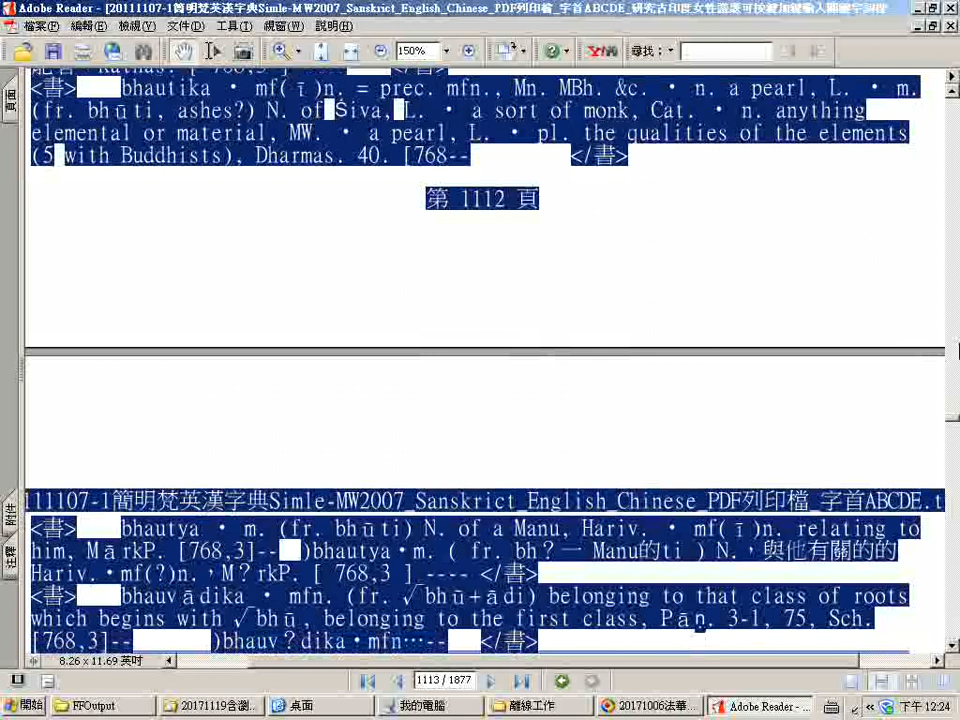 Adobe Reader - [20111107-1簡明梵英漢字典Simle-MW2007_Sanskrict_English_Chinese_PDF列印檔_字首ABCDE_研究古印度女性
檔案(F) 編輯(E) 檢視(V) 文件(D) 工具(T) 視窗(W) 說明(H)
150% 尋找:
頁面
<書> bhautika • mf( ī )n. = prec. mfn., Mn. MBh. &c. • n. a pearl, L. • m.
(fr. bhūti, ashes?) N. of Śiva, L. • a sort of monk, Cat. • n. anything
elemental or material, MW. • a pearl, L. • pl. the qualities of the elements
(5 with Buddhists), Dharmas. 40. [768-- </書>
第 1112 頁
附件
註釋
111107-1簡明梵英漢字典Simle-MW2007_Sanskrict_English_Chinese_PDF列印檔_字首ABCDE.t
<書> bhautya • m. (fr. bhūti) N. of a Manu, Hariv. • mf(ī)n. relating to
him, MārkP. [768,3]-- )bhautya•m. ( fr. bh？一 Manu的ti ) N.，與他有關的的
Hariv.•mf(?)n.，M？rkP. [ 768,3 ]_---- </書>
<書> bhauvādika • mfn. (fr. √bhū+ādi) belonging to that class of roots
which begins with √bhū, belonging to the first class, Pāṇ. 3-1, 75, Sch.
[768,3]-- )bhauv？dika•mfn…-- </書>
8.26 x 11.69 英吋
1113 / 1877
開始 FFOutput 20171119含瀏... 桌面 我的電腦 離線工作 20171006法華... Adobe Reader - [... 下午 12:24